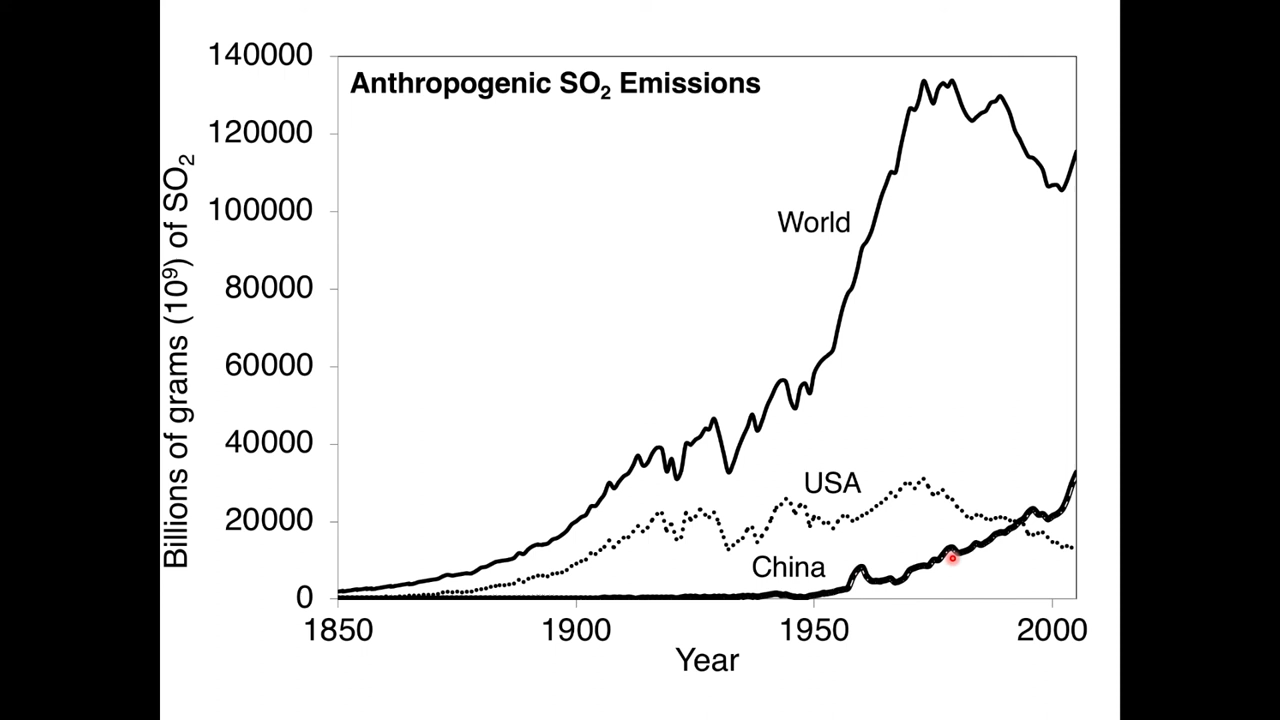 Anthropogenic SO₂ Emissions
Billions of grams (10⁹) of SO₂
140000
120000
100000
80000
60000
40000
20000
0
World
USA
China
1850 1900 1950 2000
Year